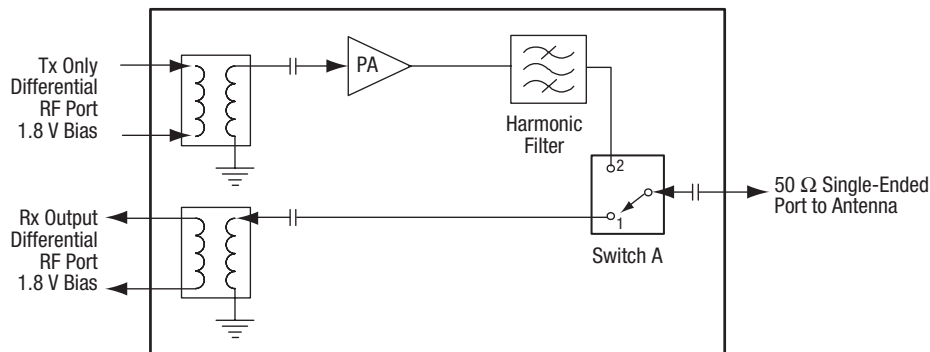 Tx Only
Differential
RF Port
1.8 V Bias
PA
Harmonic
Filter
2
1
Switch A
50 Ω Single-Ended
Port to Antenna
Rx Output
Differential
RF Port
1.8 V Bias